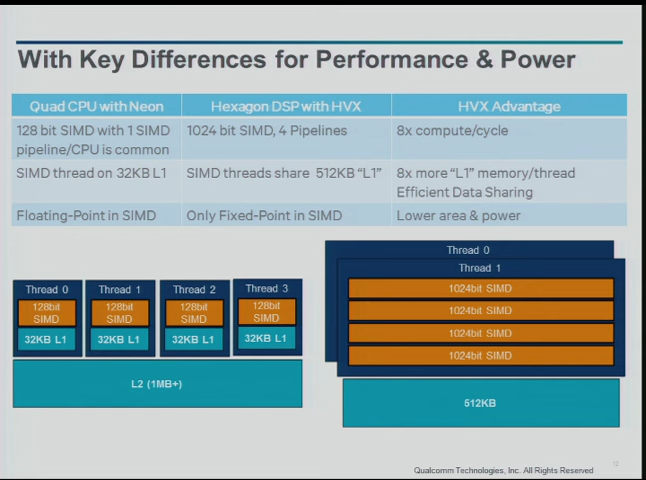 With Key Differences for Performance & Power
Quad CPU with Neon Hexagon DSP with HVX HVX Advantage
128 bit SIMD with 1 SIMD 1024 bit SIMD, 4 Pipelines 8x compute/cycle
pipeline/CPU is common
SIMD thread on 32KB L1 SIMD threads share 512KB “L1” 8x more “L1” memory/thread
Efficient Data Sharing
Floating-Point in SIMD Only Fixed-Point in SIMD Lower area & power
Thread 0 Thread 1 Thread 2 Thread 3
128bit 128bit 128bit 128bit
SIMD SIMD SIMD SIMD
32KB L1 32KB L1 32KB L1 32KB L1
L2 (1MB+)
Thread 0
Thread 1
1024bit SIMD
1024bit SIMD
1024bit SIMD
1024bit SIMD
512KB
Qualcomm Technologies, Inc. All Rights Reserved
12